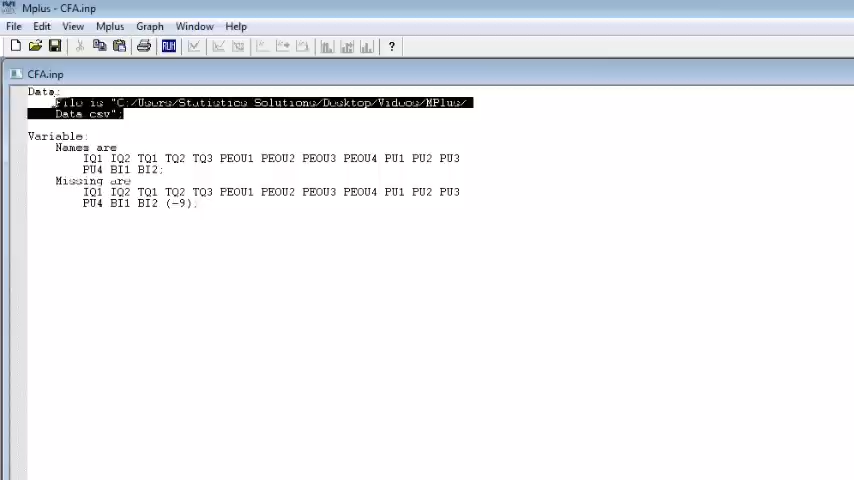 Mplus - CFA.inp
File Edit View Mplus Graph Window Help
RUN
?
CFA.inp
Data:
File is "C:/Users/Statistics Solutions/Desktop/Videos/MPlus/
Data.csv";
Variable:
Names are
IQ1 IQ2 TQ1 TQ2 TQ3 PEOU1 PEOU2 PEOU3 PEOU4 PU1 PU2 PU3
PU4 BI1 BI2;
Missing are
IQ1 IQ2 TQ1 TQ2 TQ3 PEOU1 PEOU2 PEOU3 PEOU4 PU1 PU2 PU3
PU4 BI1 BI2 (-9);